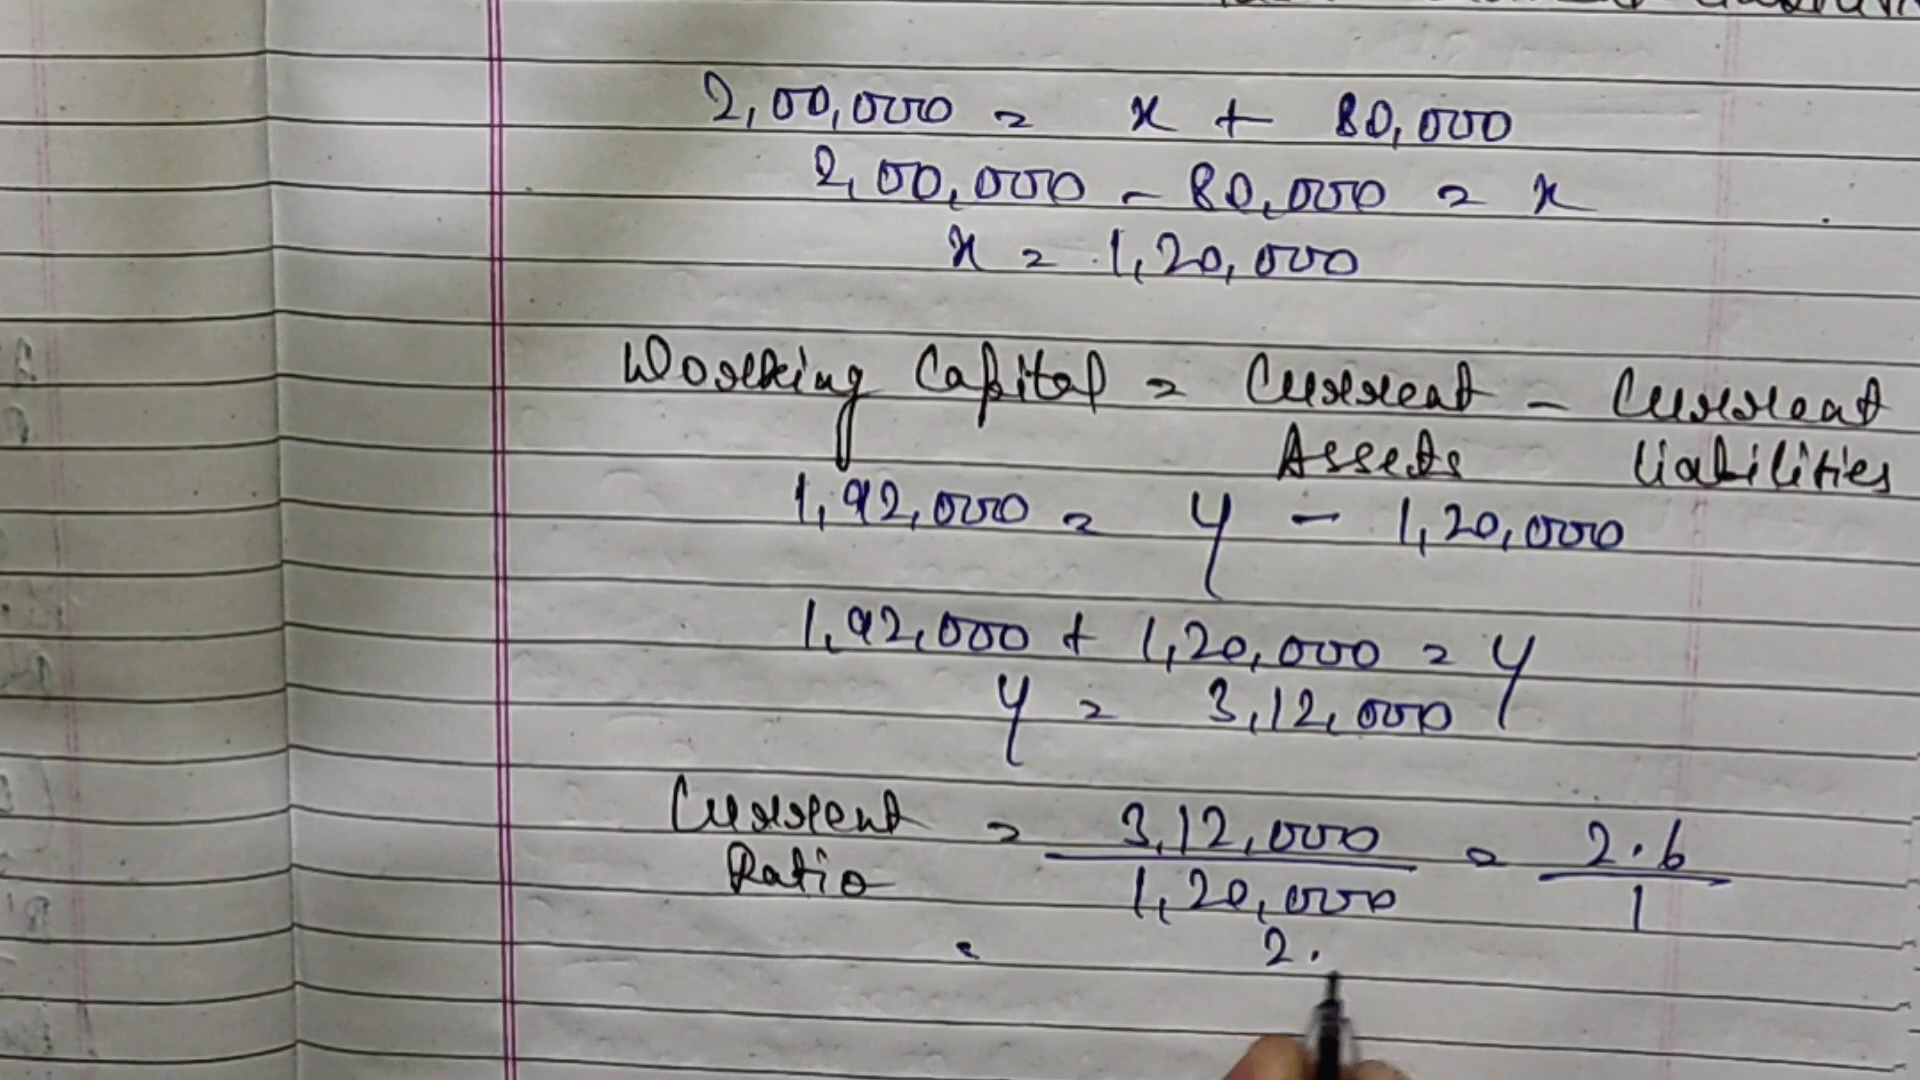 2,00,000 = x + 80,000
2,00,000 - 80,000 = x
x = 1,20,000
Working Capital = Current - Current
Assets liabilities
1,92,000 = y - 1,20,000
1,92,000 + 1,20,000 = y
y = 3,12,000
Current = 3,12,000 = 2.6
Ratio 1,20,000 1
= 2.